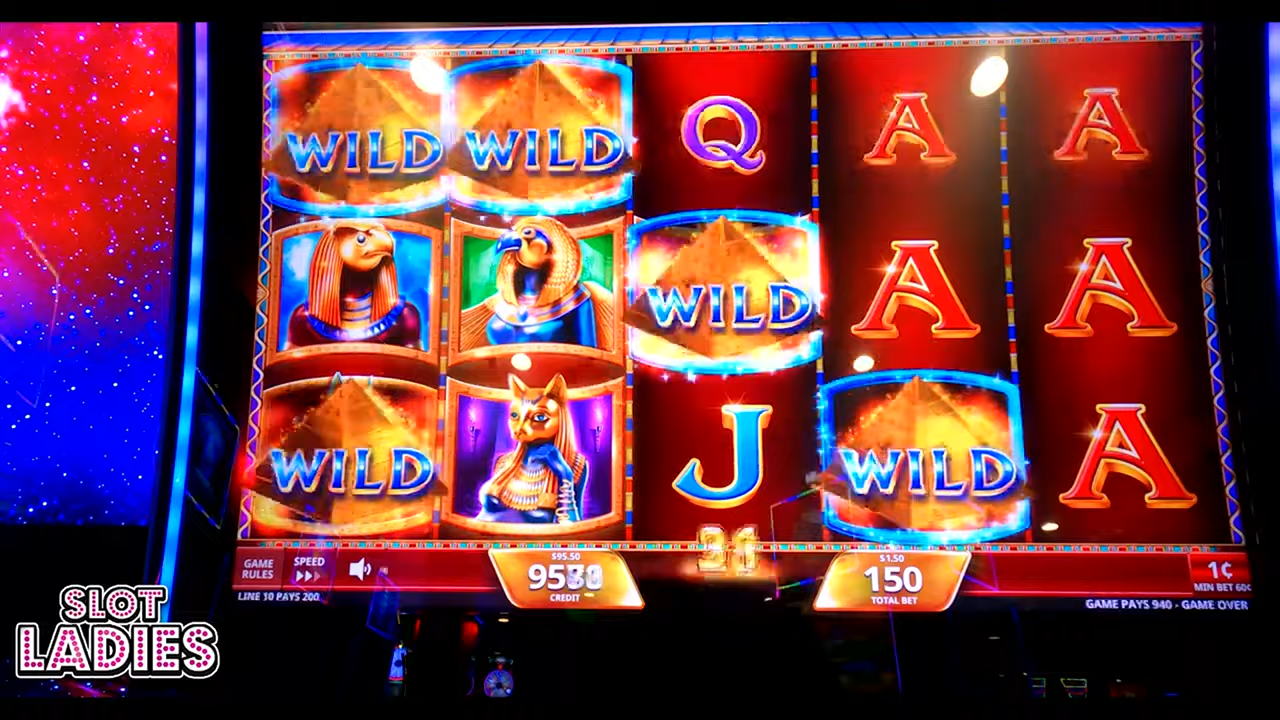 WILD WILD Q A A
WILD A A
WILD J WILD A
GAME RULES
SPEED
$95.50
CREDIT
$1.50
150
TOTAL BET
1¢
MIN BET 60¢
LINE 10 PAYS 200
GAME PAYS 940 - GAME OVER
SLOT
LADIES